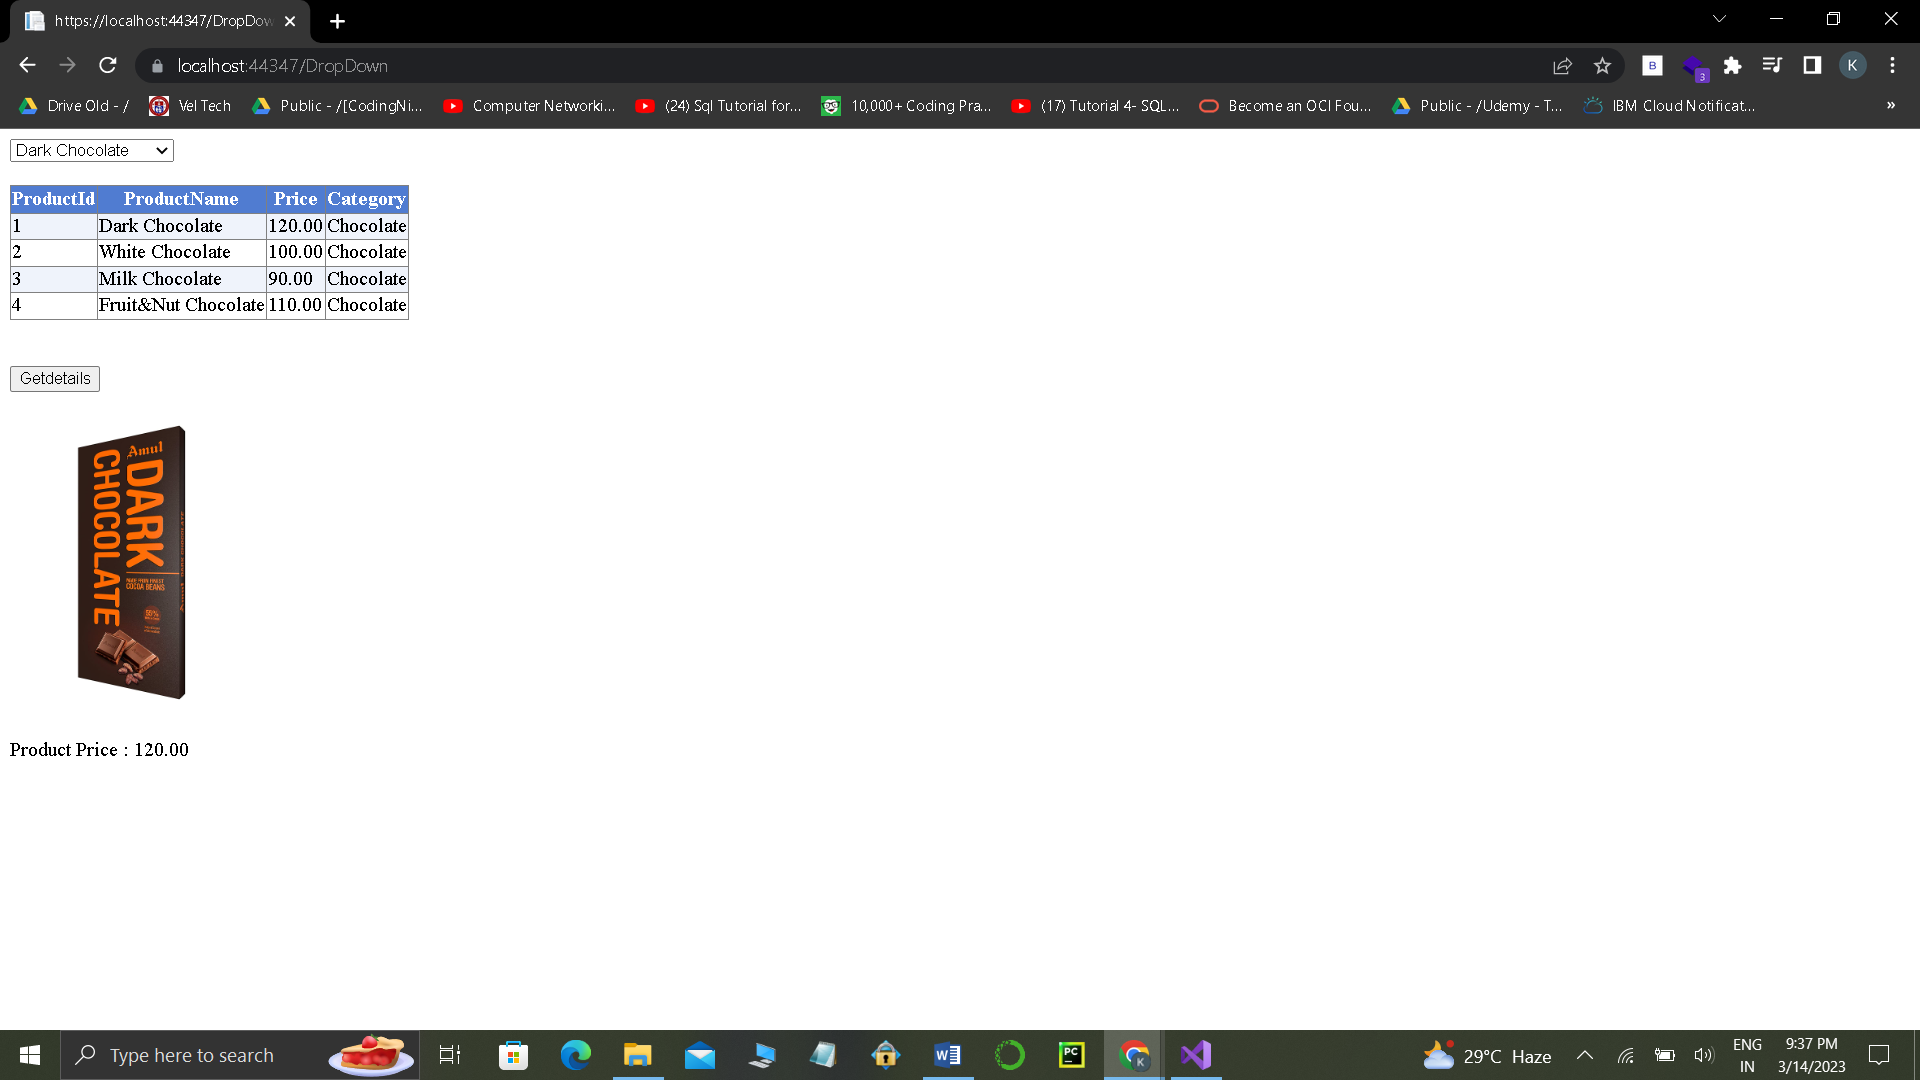 https://localhost:44347/DropDow
localhost:44347/DropDown
B
3
K
Drive Old - /
Vel Tech
Public - /[CodingNi...
Computer Networki...
(24) Sql Tutorial for...
10,000+ Coding Pra...
(17) Tutorial 4- SQL...
Become an OCI Fou...
Public - /Udemy - T...
IBM Cloud Notificat...
»
Dark Chocolate
ProductId ProductName Price Category
1 Dark Chocolate 120.00 Chocolate
2 White Chocolate 100.00 Chocolate
3 Milk Chocolate 90.00 Chocolate
4 Fruit&Nut Chocolate 110.00 Chocolate
Getdetails
Amul
DARK
CHOCOLATE
COCOA BEANS
Product Price : 120.00
Type here to search
W
PC
K
29°C Haze
ENG
IN
9:37 PM
3/14/2023